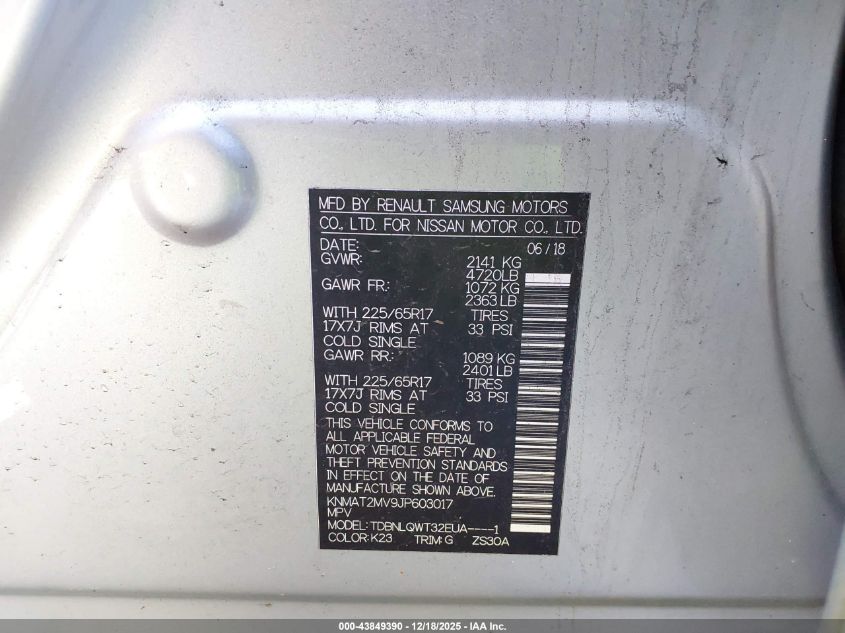 MFD BY RENAULT SAMSUNG MOTORS
CO., LTD. FOR NISSAN MOTOR CO., LTD.
DATE: 06/18
GVWR: 2141 KG
4720LB
GAWR FR: 1072 KG
2363LB
WITH 225/65R17 TIRES
17X7J RIMS AT 33 PSI
COLD SINGLE
GAWR RR: 1089 KG
2401LB
WITH 225/65R17 TIRES
17X7J RIMS AT 33 PSI
COLD SINGLE
THIS VEHICLE CONFORMS TO
ALL APPLICABLE FEDERAL
MOTOR VEHICLE SAFETY AND
THEFT PREVENTION STANDARDS
IN EFFECT ON THE DATE OF
MANUFACTURE SHOWN ABOVE.
KNMAT2MV9JP603017
MPV
MODEL: TDBNLQWT32EUA----1
COLOR:K23 TRIM:G ZS30A
000-43849390 - 12/18/2025 - IAA Inc.